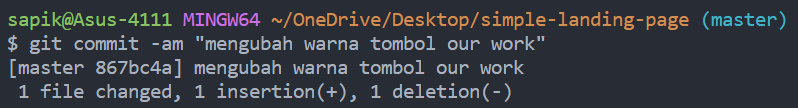 sapik@Asus-4111 MINGW64 ~/OneDrive/Desktop/simple-landing-page (master)
$ git commit -am "mengubah warna tombol our work"
[master 867bc4a] mengubah warna tombol our work
 1 file changed, 1 insertion(+), 1 deletion(-)